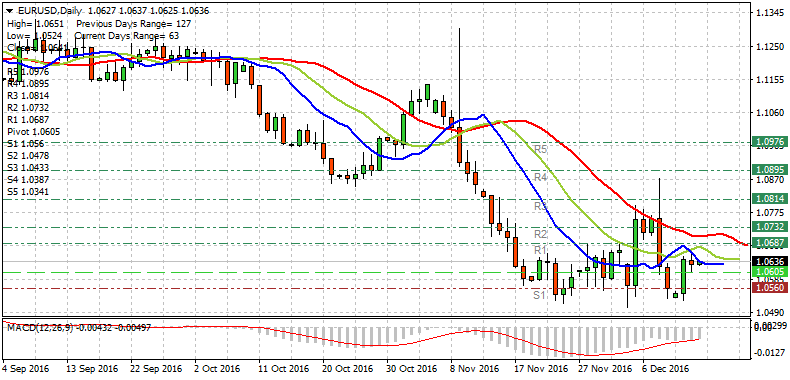 EURUSD,Daily 1.0627 1.0637 1.0625 1.0636
High= 1.0651 Previous Days Range= 127
Low= 1.0524 Current Days Range= 63
R5 1.0976
R4 1.0895
R3 1.0814
R2 1.0732
R1 1.0687
Pivot 1.0605
S1 1.056
S2 1.0478
S3 1.0433
S4 1.0387
S5 1.0341
R5
R4
R3
R2
R1
S1
1.1345
1.1250
1.1155
1.1060
1.0976
1.0895
1.0870
1.0814
1.0775
1.0732
1.0687
1.0636
1.0605
1.0560
1.0490
MACD(12,26,9) -0.00432 -0.00497
-0.0127
4 Sep 2016
13 Sep 2016
22 Sep 2016
2 Oct 2016
11 Oct 2016
20 Oct 2016
30 Oct 2016
8 Nov 2016
17 Nov 2016
27 Nov 2016
6 Dec 2016